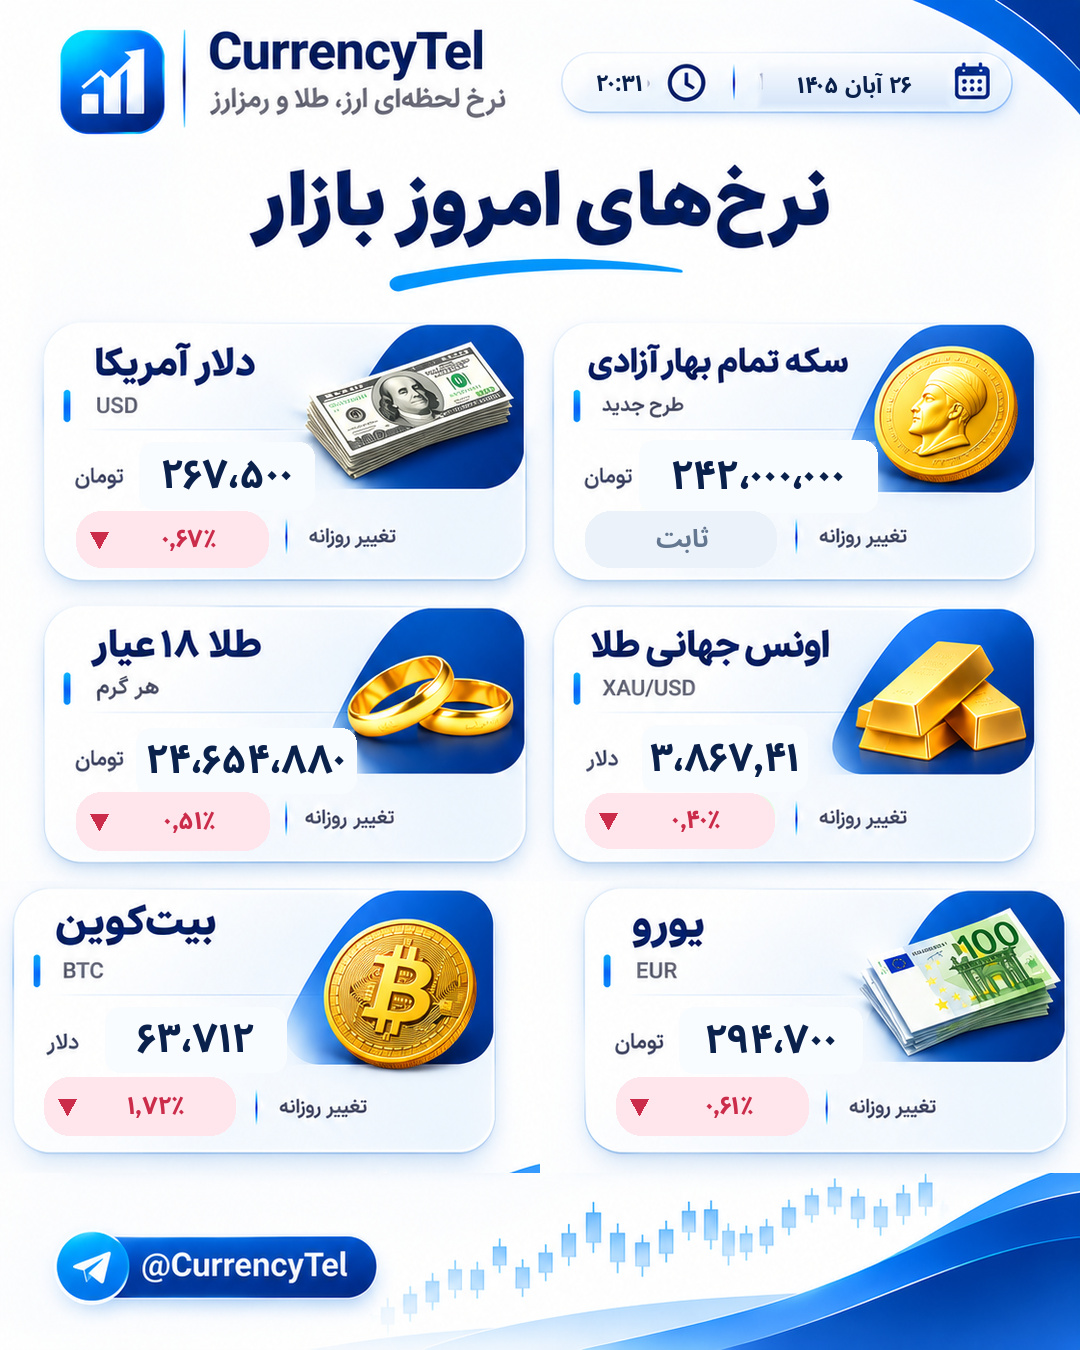 CurrencyTel
نرخ لحظه‌ای ارز، طلا و رمزارز
۲۶ آبان ۱۴۰۵
۲۰:۳۱
نرخ‌های امروز بازار
سکه تمام بهار آزادی
طرح جدید
۲۴۲،۰۰۰،۰۰۰ تومان
تغییر روزانه
ثابت
دلار آمریکا
USD
۲۶۷،۵۰۰ تومان
تغییر روزانه
۰٫۶۷٪
اونس جهانی طلا
XAU/USD
۳،۸۶۷٫۴۱ دلار
تغییر روزانه
۰٫۴۰٪
طلا ۱۸ عیار
هر گرم
۲۴،۶۵۴،۸۸۰ تومان
تغییر روزانه
۰٫۵۱٪
یورو
EUR
100
۲۹۴،۷۰۰ تومان
تغییر روزانه
۰٫۶۱٪
بیت‌کوین
BTC
۶۳،۷۱۲ دلار
تغییر روزانه
۱٫۷۲٪
@CurrencyTel